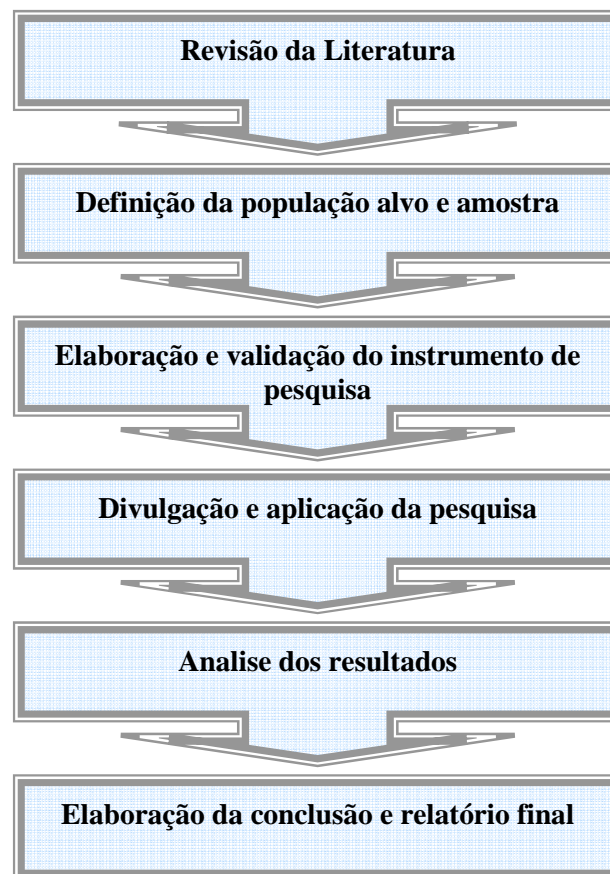 Revisão da Literatura
Definição da população alvo e amostra
Elaboração e validação do instrumento de
pesquisa
Divulgação e aplicação da pesquisa
Analise dos resultados
Elaboração da conclusão e relatório final